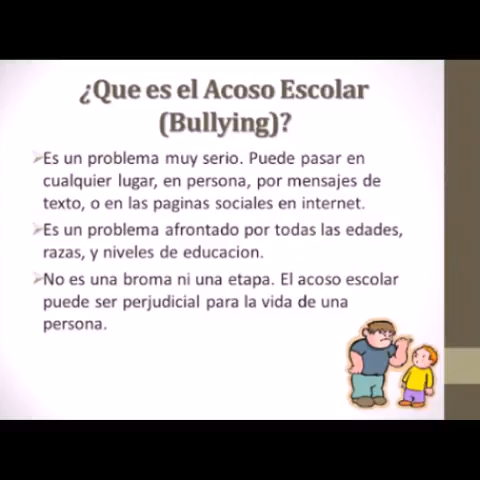 ¿Que es el Acoso Escolar
(Bullying)?
Es un problema muy serio. Puede pasar en
cualquier lugar, en persona, por mensajes de
texto, o en las paginas sociales en internet.
Es un problema afrontado por todas las edades,
razas, y niveles de educacion.
No es una broma ni una etapa. El acoso escolar
puede ser perjudicial para la vida de una
persona.